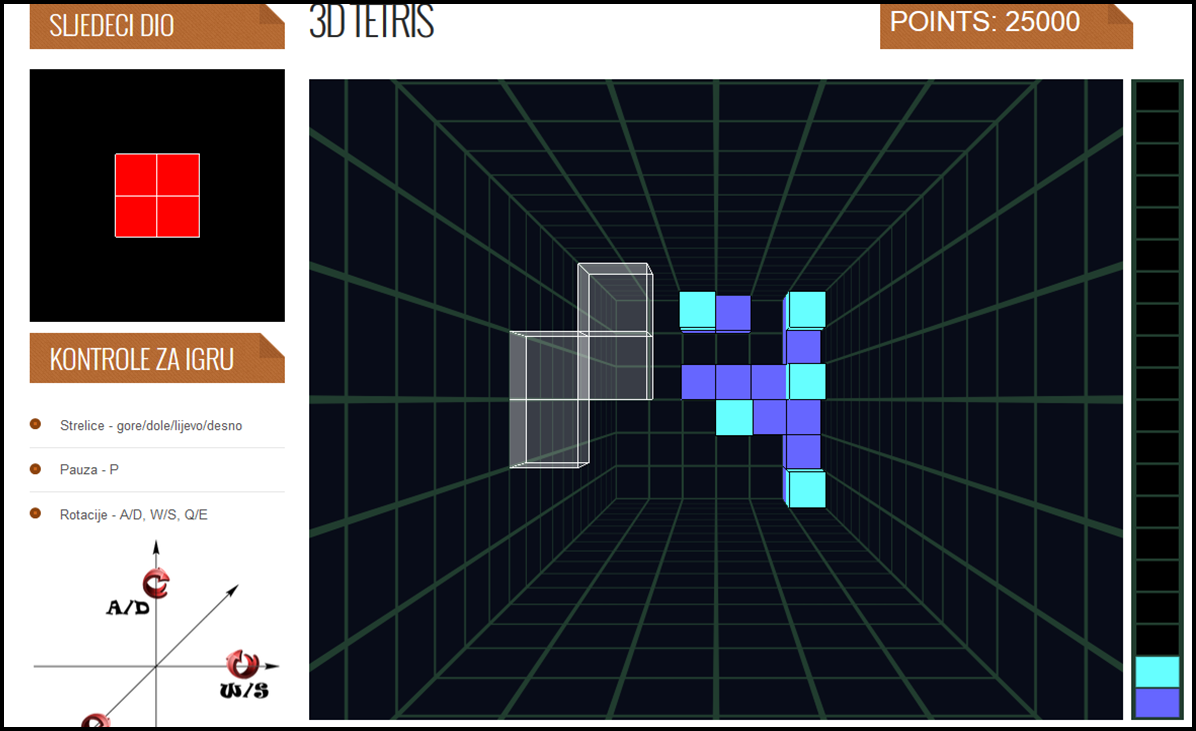 SLJEDECI DIO
3D TETRIS
POINTS: 25000
KONTROLE ZA IGRU
Strelice - gore/dole/lijevo/desno
Pauza - P
Rotacije - A/D, W/S, Q/E
A/D
W/S